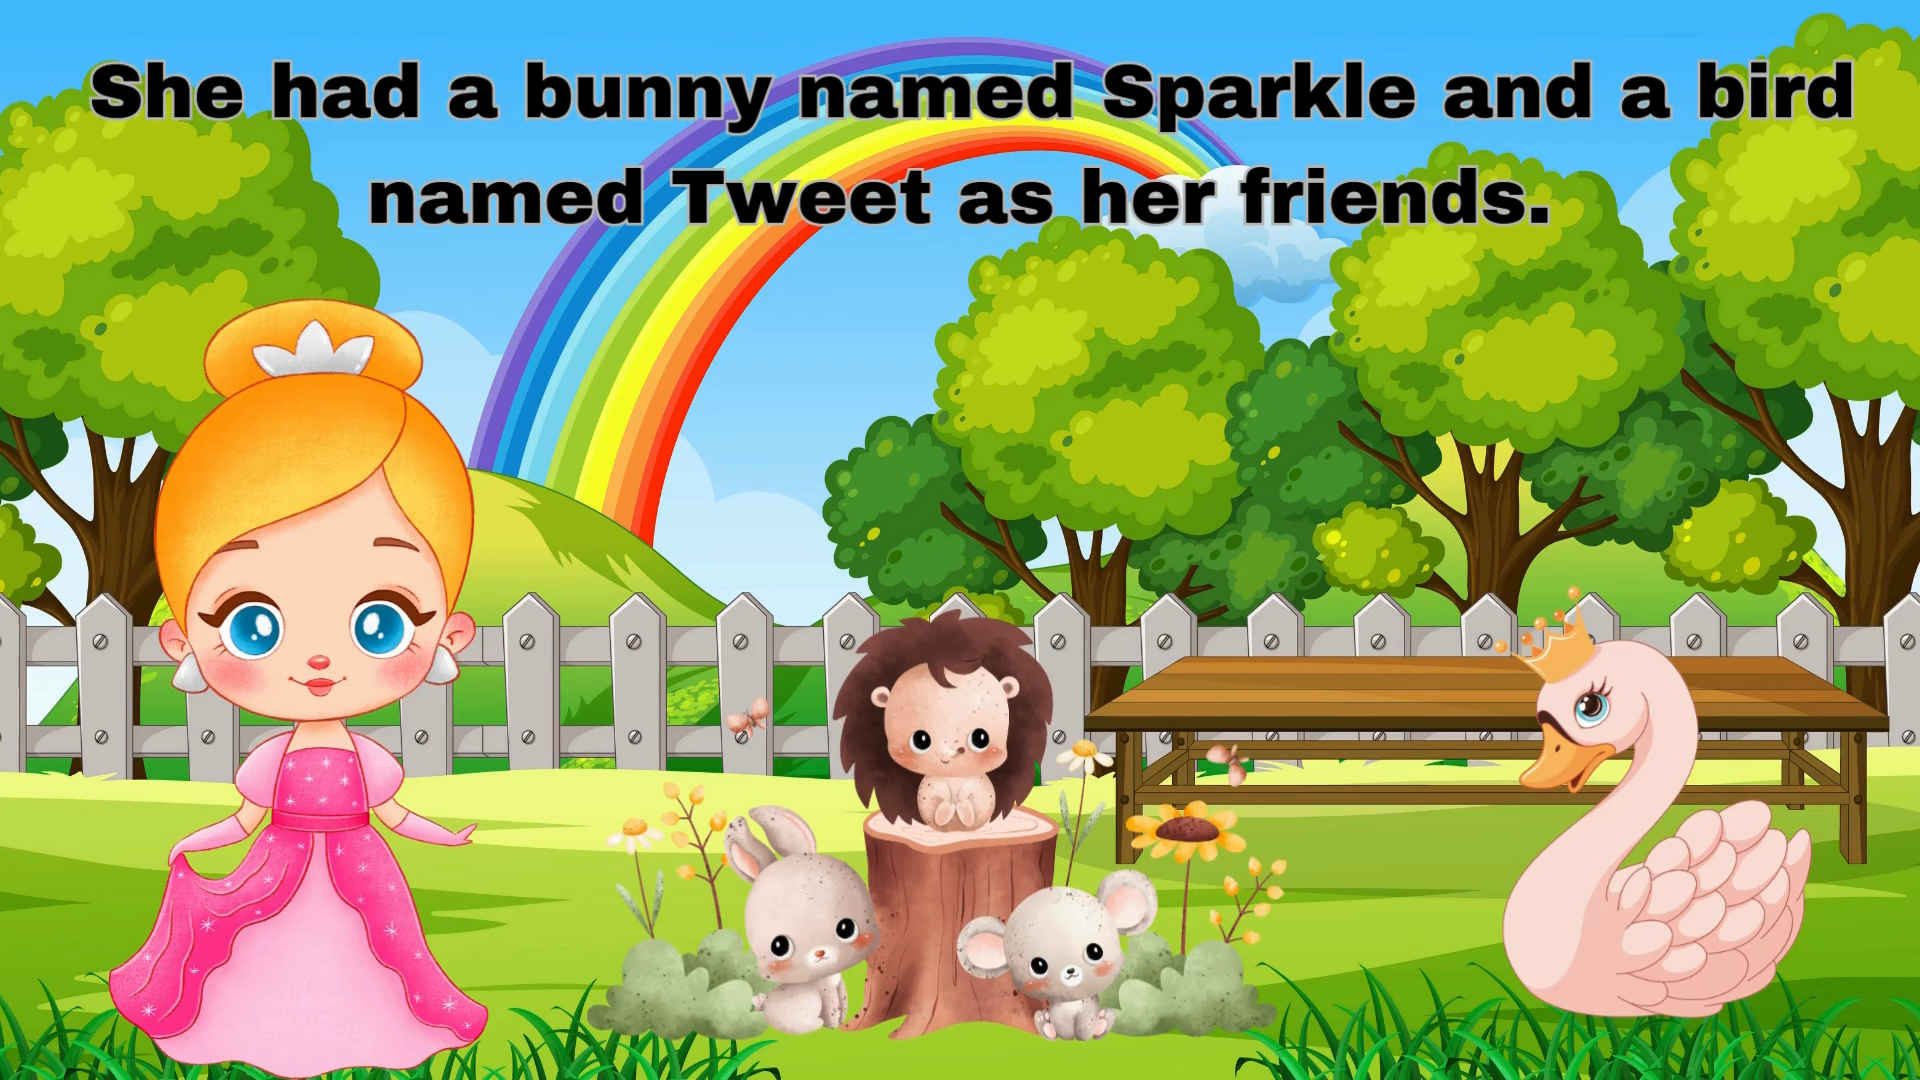 She had a bunny named Sparkle and a bird
named Tweet as her friends.